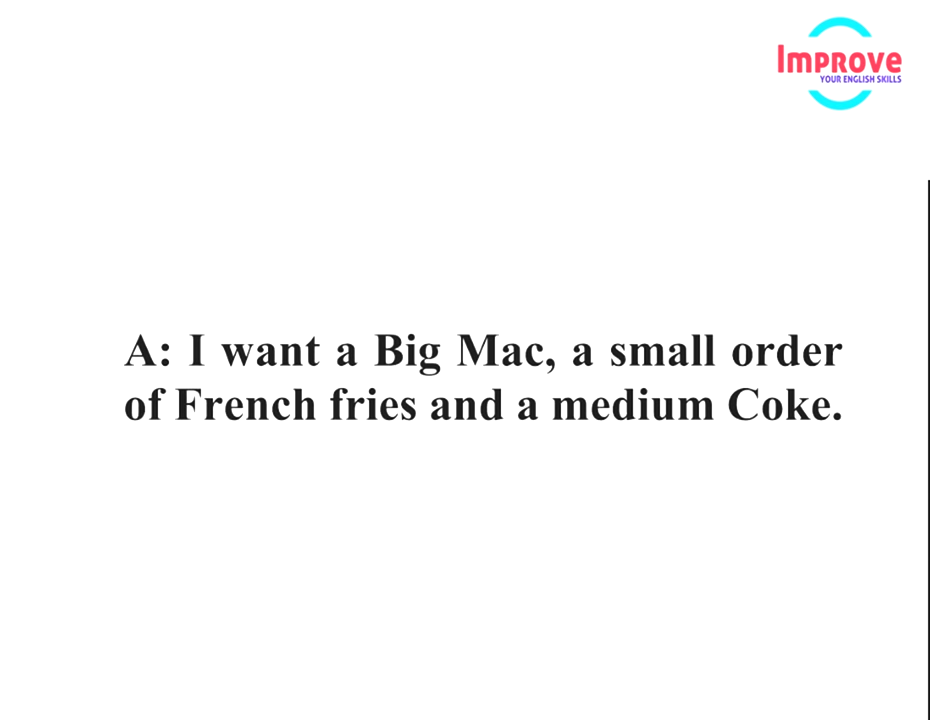 Improve
YOUR ENGLISH SKILLS
A: I want a Big Mac, a small order
of French fries and a medium Coke.